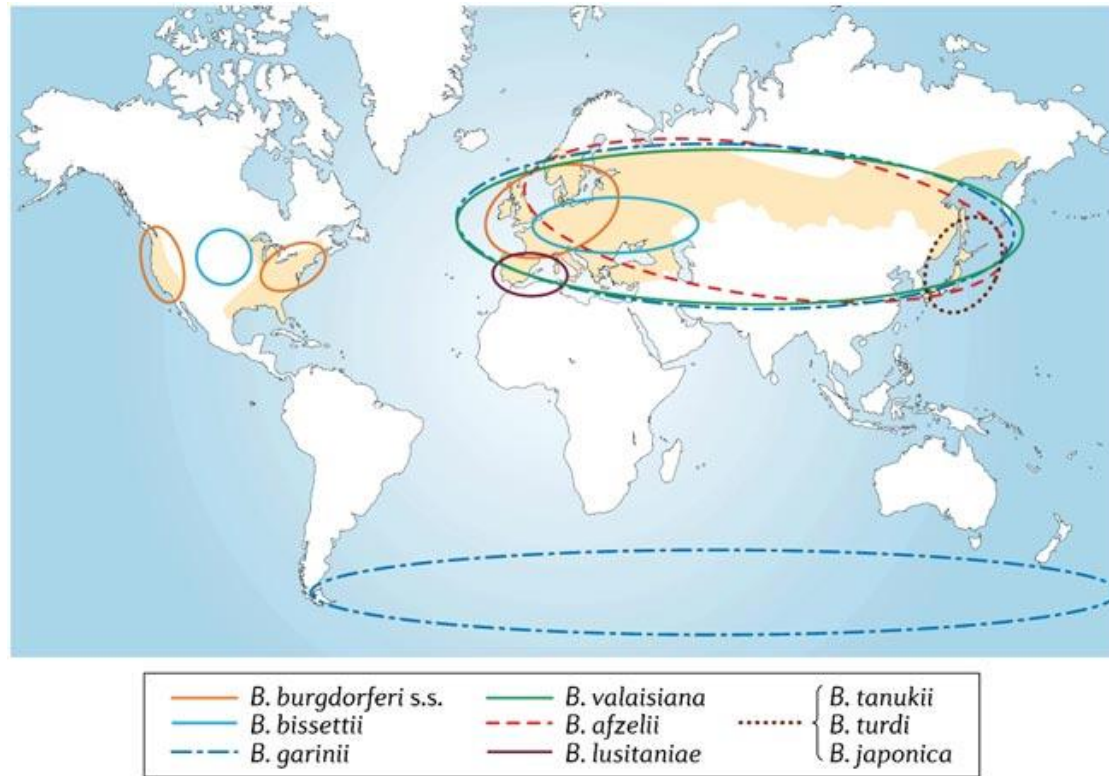 B. burgdorferi s.s.
B. bissettii
B. garinii
B. valaisiana
B. afzelii
B. lusitaniae
B. tanukii
B. turdi
B. japonica